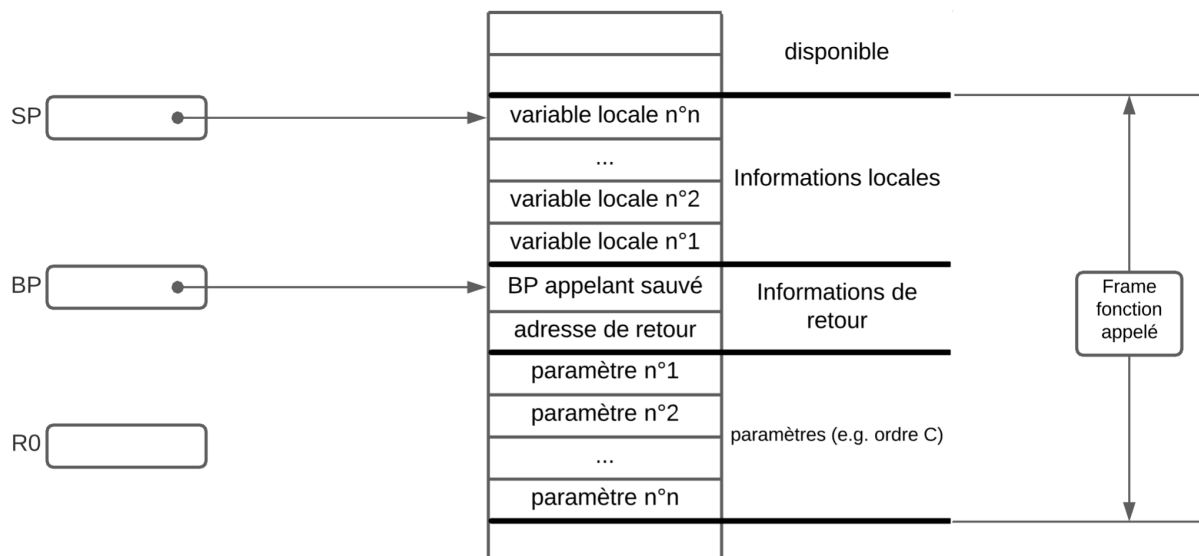 disponible
SP
variable locale n°n
...
Informations locales
variable locale n°2
variable locale n°1
BP
BP appelant sauvé
Informations de
retour
adresse de retour
Frame
fonction
appelé
paramètre n°1
paramètre n°2
R0
...
paramètres (e.g. ordre C)
paramètre n°n